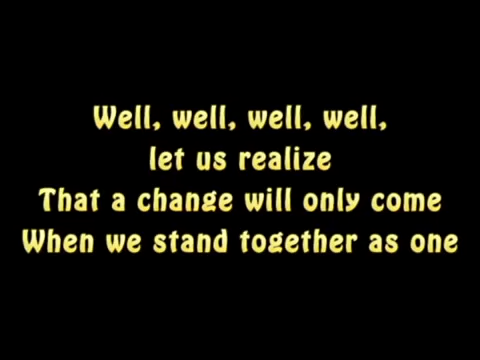 Well, well, well, well,
let us realize
That a change will only come
When we stand together as one